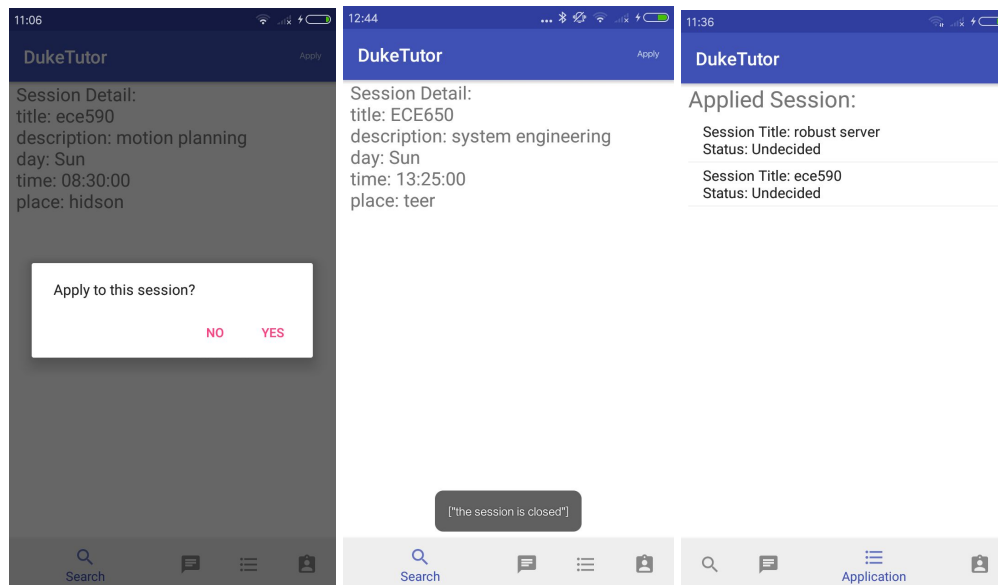 11:06
DukeTutor
Apply
Session Detail:
title: ece590
description: motion planning
day: Sun
time: 08:30:00
place: hidson
Apply to this session?
NO YES
Search
12:44
DukeTutor
Apply
Session Detail:
title: ECE650
description: system engineering
day: Sun
time: 13:25:00
place: teer
["the session is closed"]
Search
11:36
DukeTutor
Applied Session:
Session Title: robust server
Status: Undecided
Session Title: ece590
Status: Undecided
Application